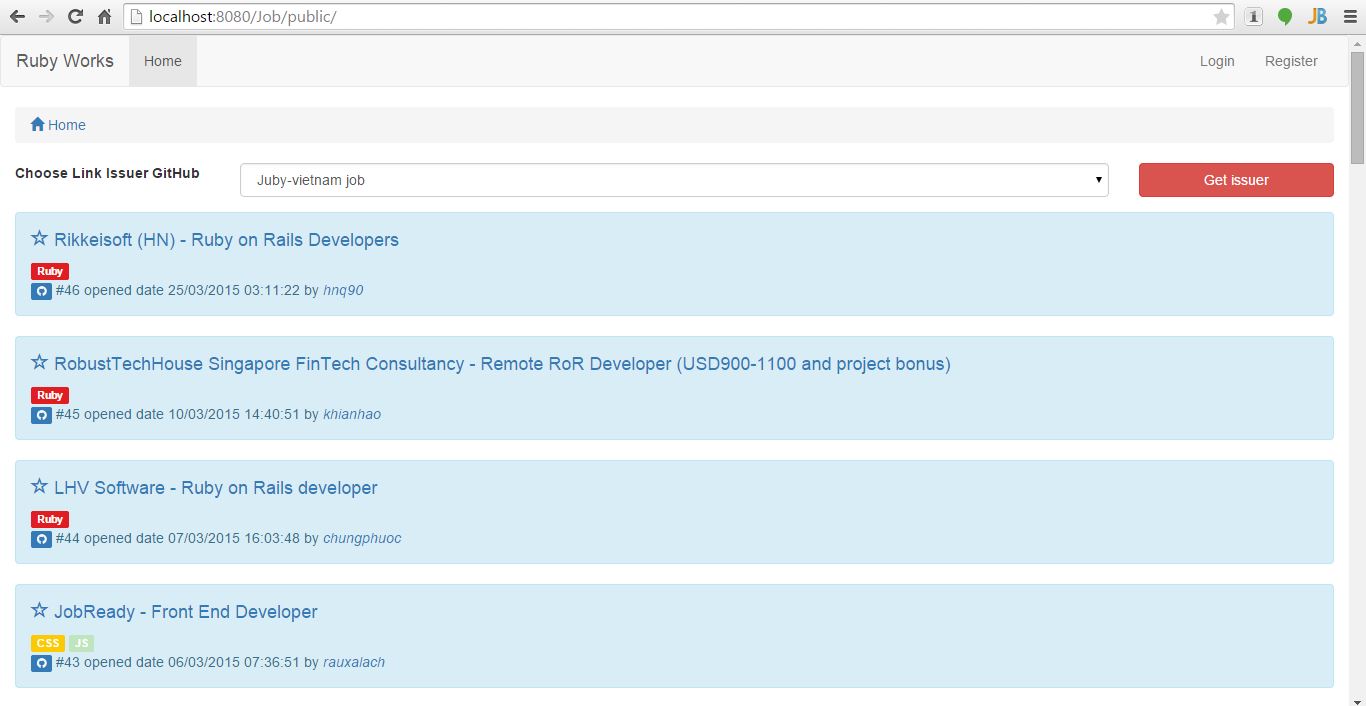 localhost:8080/Job/public/
Ruby Works Home Login Register
Home
Choose Link Issuer GitHub Juby-vietnam job Get issuer
Rikkeisoft (HN) - Ruby on Rails Developers
Ruby
#46 opened date 25/03/2015 03:11:22 by hnq90
RobustTechHouse Singapore FinTech Consultancy - Remote RoR Developer (USD900-1100 and project bonus)
Ruby
#45 opened date 10/03/2015 14:40:51 by khianhao
LHV Software - Ruby on Rails developer
Ruby
#44 opened date 07/03/2015 16:03:48 by chungphuoc
JobReady - Front End Developer
CSS JS
#43 opened date 06/03/2015 07:36:51 by rauxalach